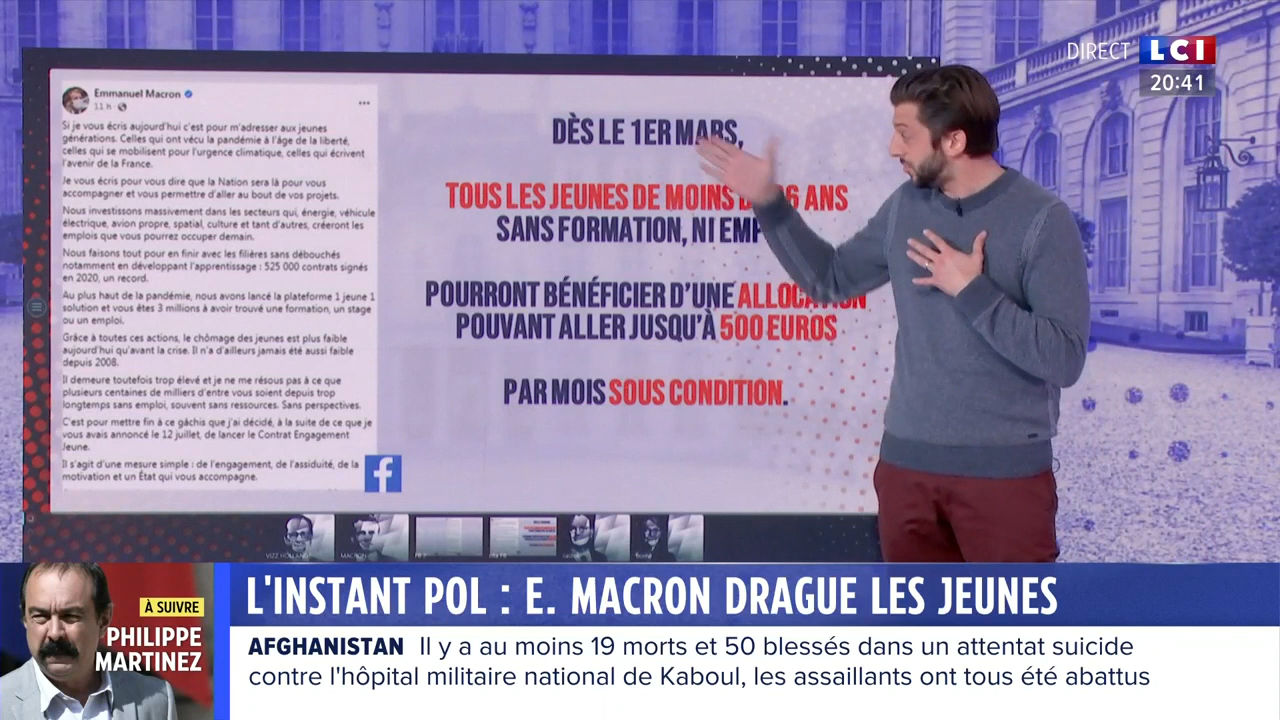 DIRECT LCI
20:41
Emmanuel Macron
11 h
Si je vous écris aujourd'hui c'est pour m'adresser aux jeunes
générations. Celles qui ont vécu la pandémie à l'âge de la liberté,
celles qui se mobilisent pour l'urgence climatique, celles qui écrivent
l'avenir de la France.
Je vous écris pour vous dire que la Nation sera là pour vous
accompagner et vous permettre d'aller au bout de vos projets.
Nous investissons massivement dans les secteurs qui, énergie, véhicule
électrique, avion propre, spatial, culture et tant d'autres, créeront les
emplois que vous pourrez occuper demain.
Nous faisons tout pour en finir avec les filières sans débouchés
notamment en développant l'apprentissage : 525 000 contrats signés
en 2020, un record.
Au plus haut de la pandémie, nous avons lancé la plateforme 1 jeune 1
solution et vous êtes 3 millions à avoir trouvé une formation, un stage
ou un emploi.
Grâce à toutes ces actions, le chômage des jeunes est plus faible
aujourd'hui qu'avant la crise. Il n'a d'ailleurs jamais été aussi faible
depuis 2008.
Il demeure toutefois trop élevé et je ne me résous pas à ce que
plusieurs centaines de milliers d'entre vous soient depuis trop
longtemps sans emploi, souvent sans ressources. Sans perspectives.
C'est pour mettre fin à ce gâchis que j'ai décidé, à la suite de ce que je
vous avais annoncé le 12 juillet, de lancer le Contrat Engagement
Jeune.
Il s'agit d'une mesure simple : de l'engagement, de l'assiduité, de la
motivation et un État qui vous accompagne.
DÈS LE 1ER MARS,
TOUS LES JEUNES DE MOINS 6 ANS
SANS FORMATION, NI EMP
POURRONT BÉNÉFICIER D'UNE ALLOCATION
POUVANT ALLER JUSQU'À 500 EUROS
PAR MOIS SOUS CONDITION.
VIZZ HOLLAND
MACRON
À SUIVRE
PHILIPPE
MARTINEZ
L'INSTANT POL : E. MACRON DRAGUE LES JEUNES
AFGHANISTAN Il y a au moins 19 morts et 50 blessés dans un attentat suicide
contre l'hôpital militaire national de Kaboul, les assaillants ont tous été abattus